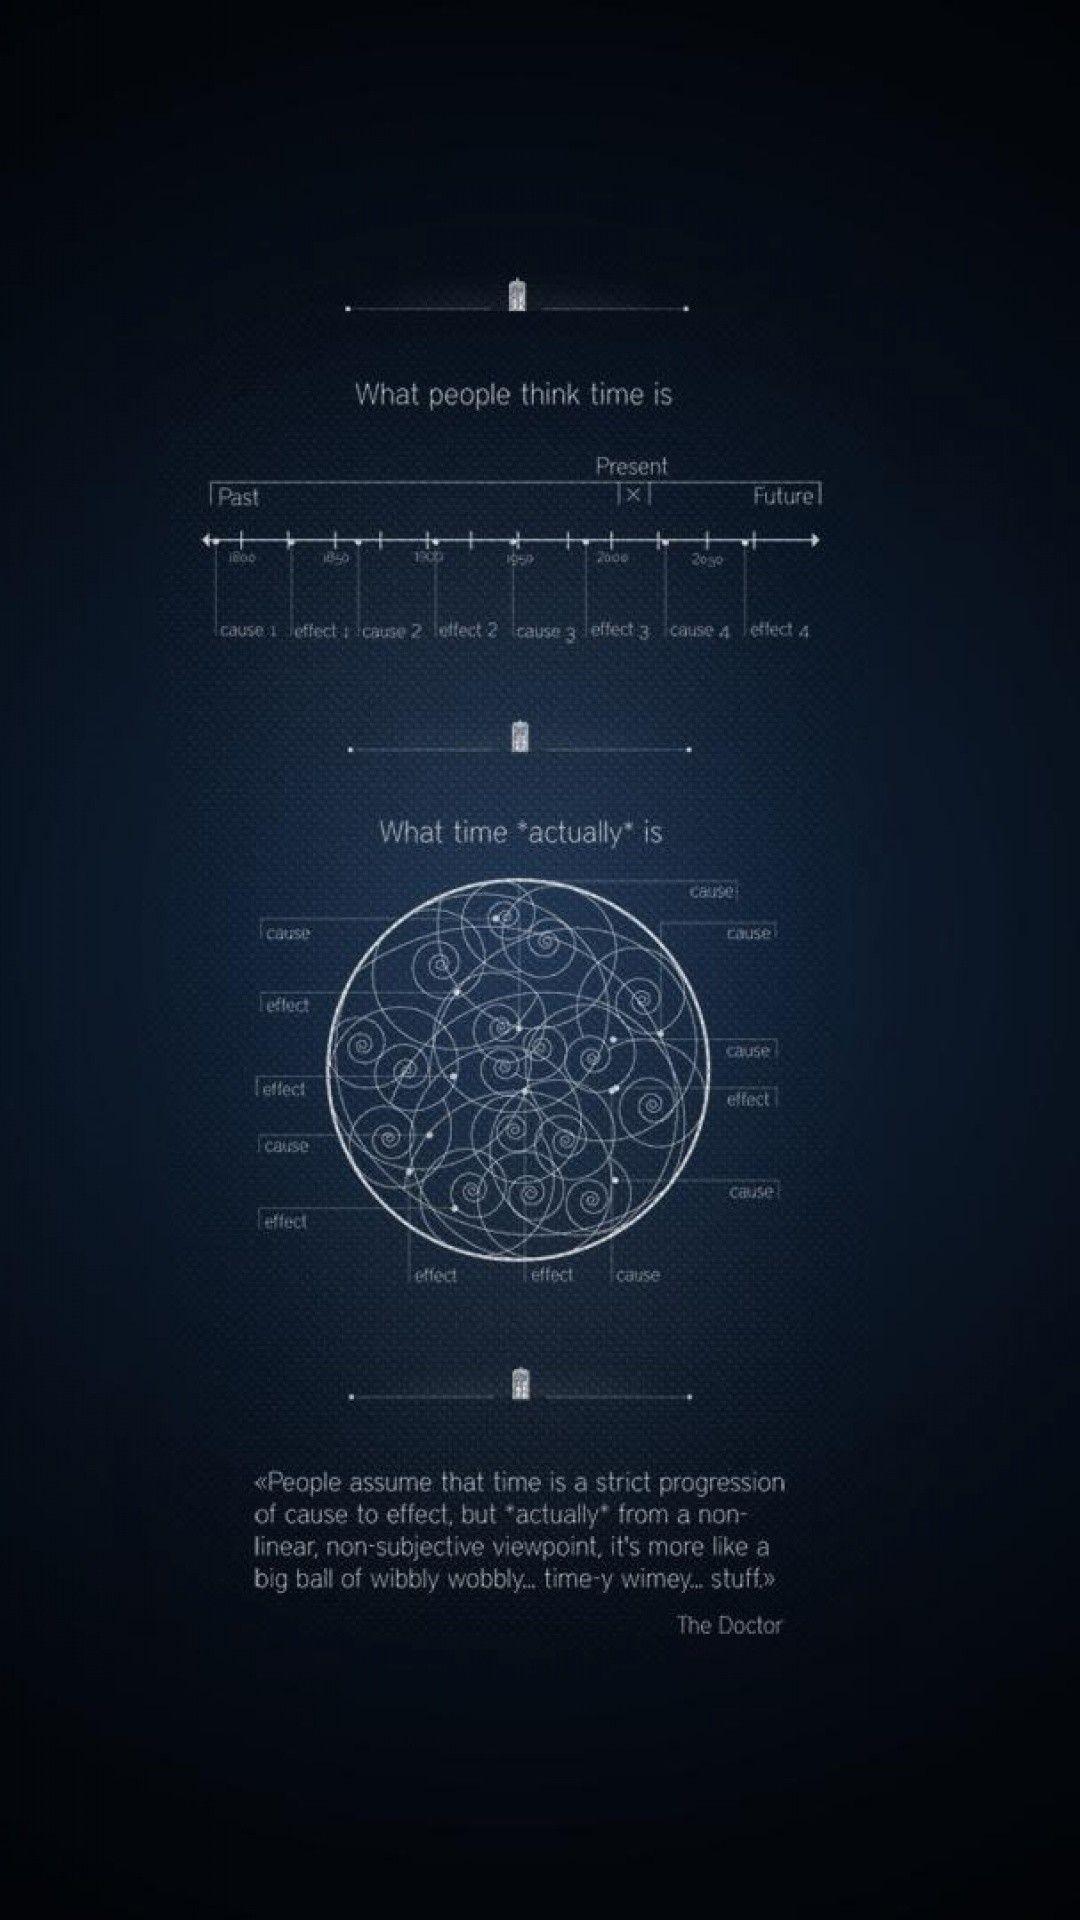 What people think time is
Present
Past × Future
1800 1850 1900 1950 2000 2050
cause 1 effect 1 cause 2 effect 2 cause 3 effect 3 cause 4 effect 4
What time *actually* is
cause
cause cause
effect
cause
effect effect
cause
cause
effect
effect effect cause
«People assume that time is a strict progression
of cause to effect, but *actually* from a non-
linear, non-subjective viewpoint, it's more like a
big ball of wibbly wobbly... time-y wimey... stuff.»
The Doctor